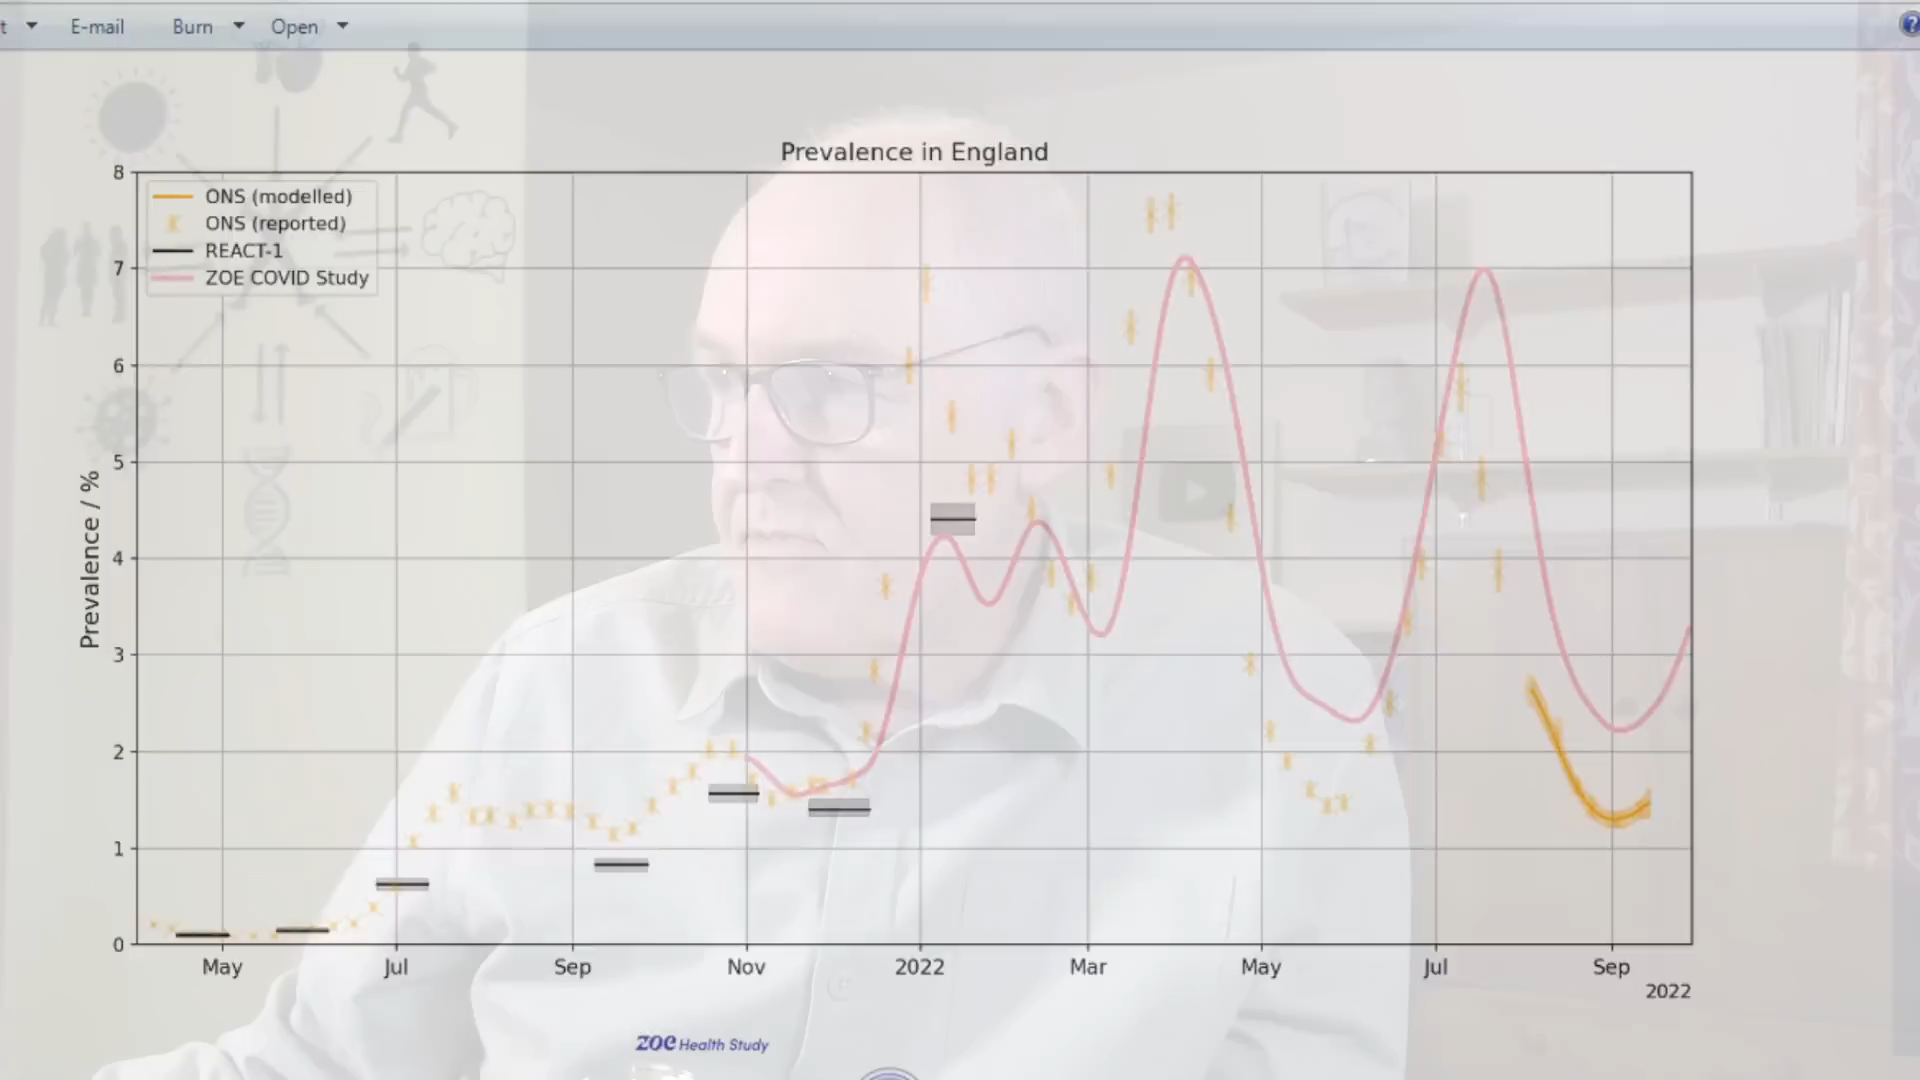 t E-mail Burn Open ?
Prevalence in England
ONS (modelled)
ONS (reported)
REACT-1
ZOE COVID Study
Prevalence / %
8
7
6
5
4
3
2
1
0
May Jul Sep Nov 2022 Mar May Jul Sep
2022
ZOE Health Study